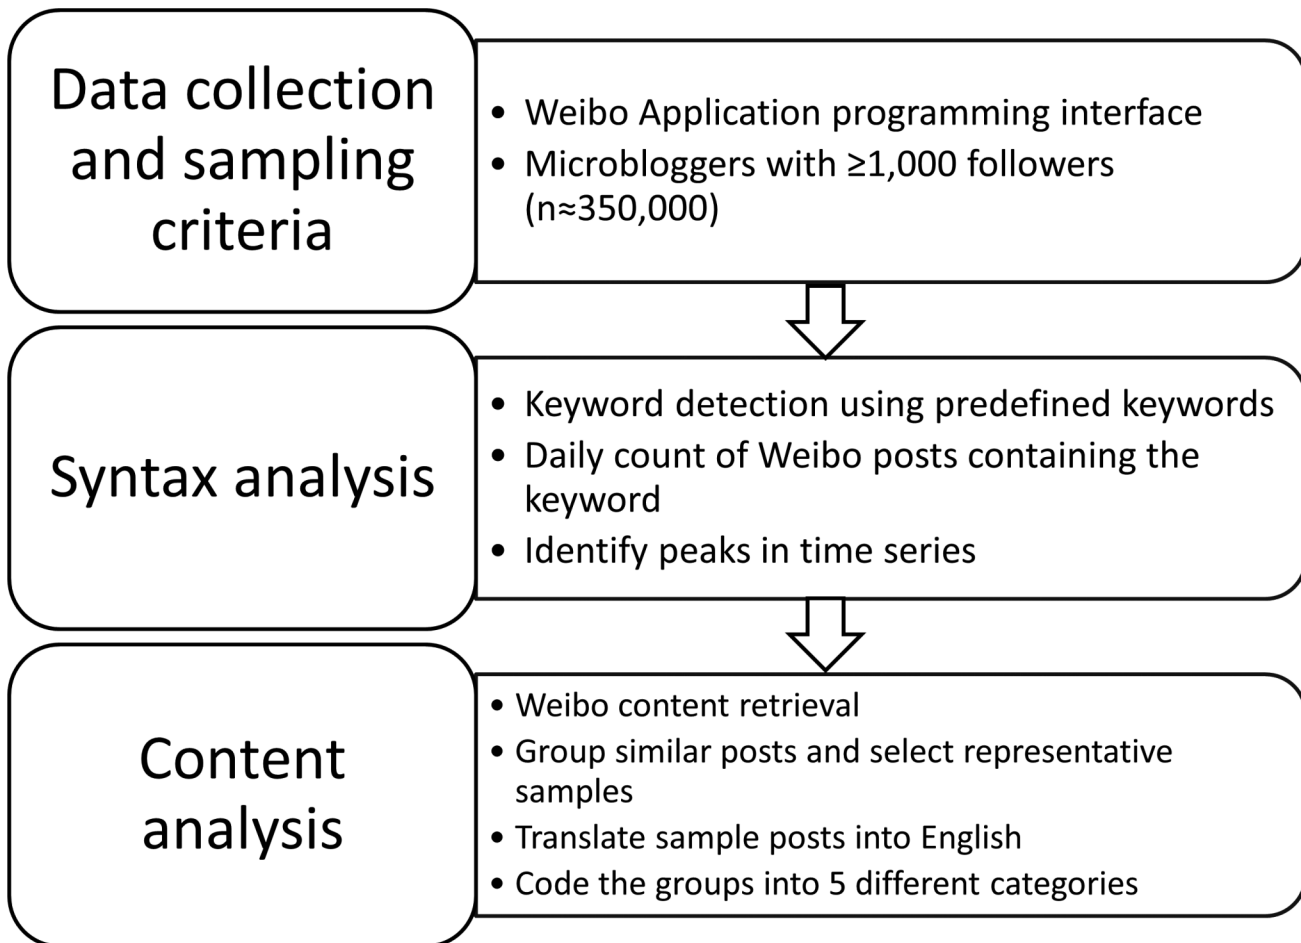 Data collection
and sampling
criteria
• Weibo Application programming interface
• Microbloggers with ≥1,000 followers
(n≈350,000)
Syntax analysis
• Keyword detection using predefined keywords
• Daily count of Weibo posts containing the
keyword
• Identify peaks in time series
Content
analysis
• Weibo content retrieval
• Group similar posts and select representative
samples
• Translate sample posts into English
• Code the groups into 5 different categories